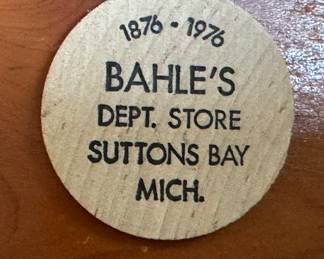 1876 - 1976
BAHLE'S
DEPT. STORE
SUTTONS BAY
MICH.